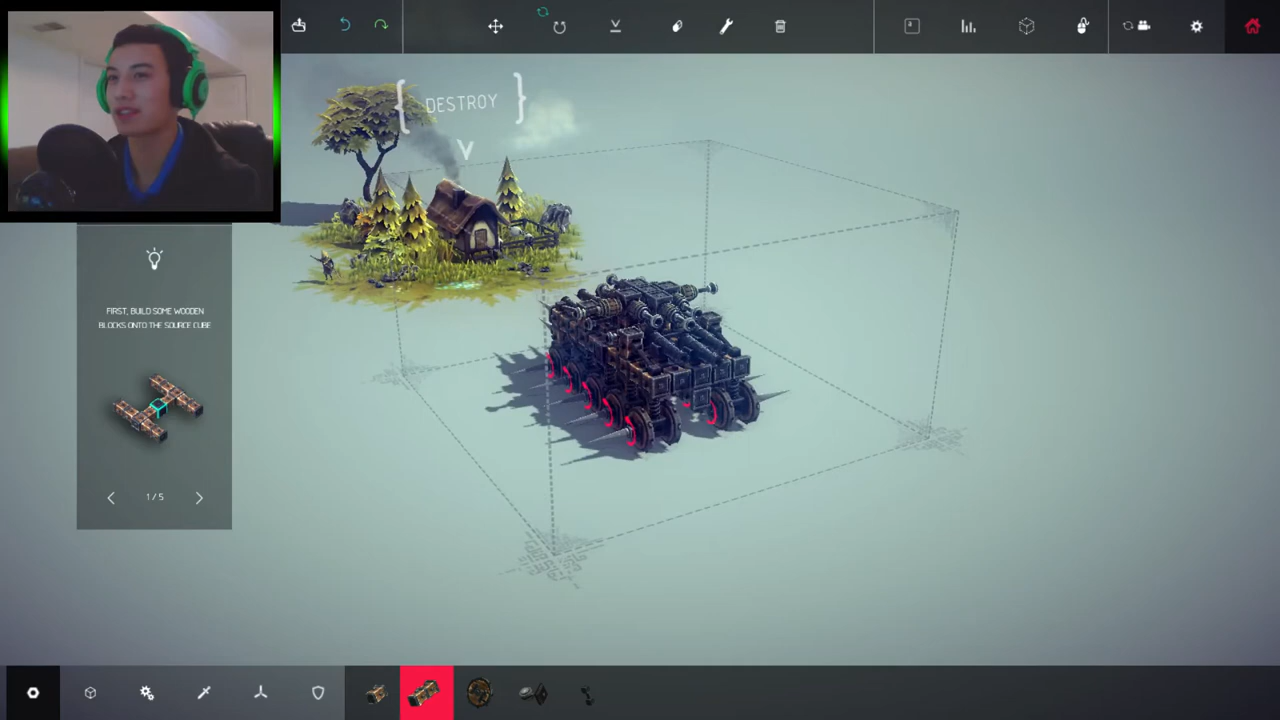 DESTROY
FIRST, BUILD SOME WOODEN
BLOCKS ONTO THE SOURCE CUBE
1/5